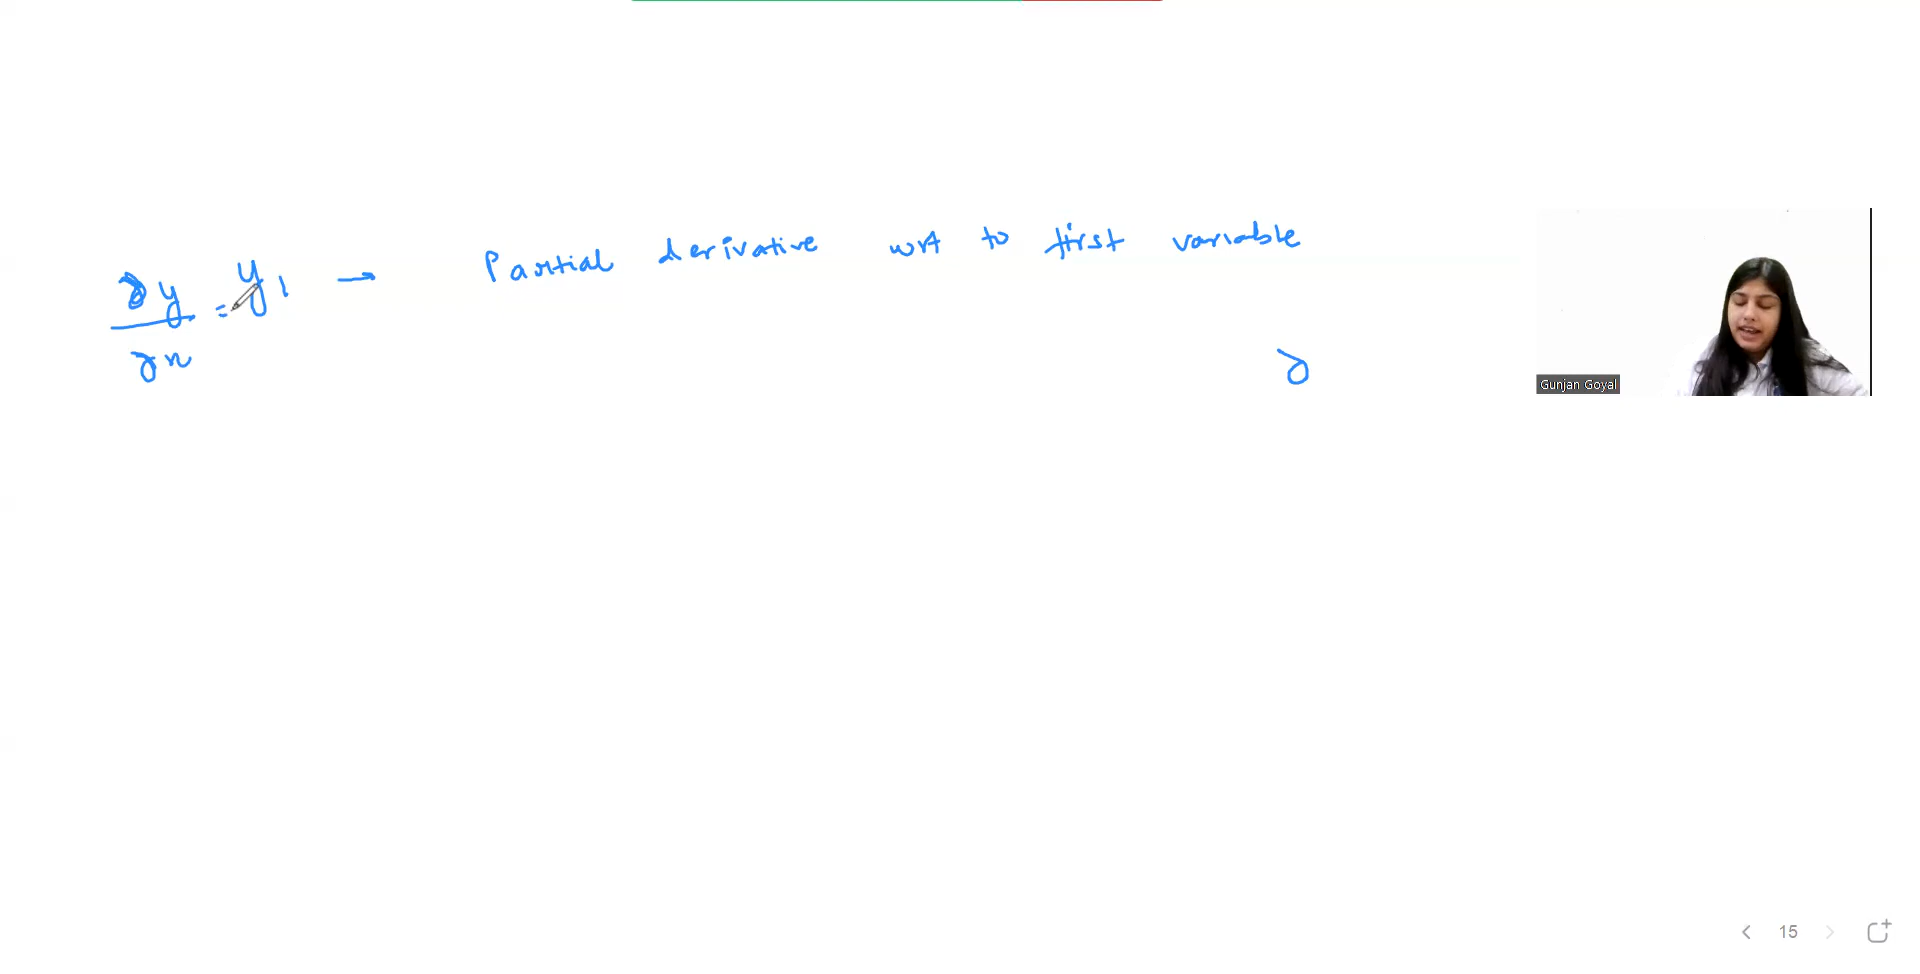 ∂y/∂x = y1 → Partial derivative wrt to first variable
∂
Gunjan Goyal
15